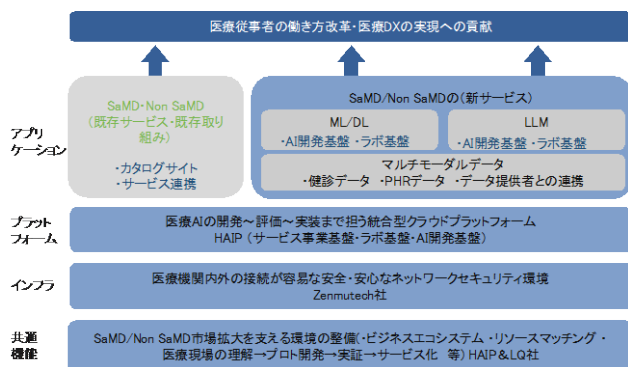 医療従事者の働き方改革・医療DXの実現への貢献
アプリ
ケーション
SaMD・Non SaMD
(既存サービス・既存取り
組み)
・カタログサイト
・サービス連携
SaMD/Non SaMDの(新サービス)
ML/DL
・AI開発基盤 ・ラボ基盤
LLM
・AI開発基盤 ・ラボ基盤
マルチモーダルデータ
・健診データ ・PHRデータ ・データ提供者との連携
プラット
フォーム
医療AIの開発～評価～実装まで担う統合型クラウドプラットフォーム
HAIP (サービス事業基盤・ラボ基盤・AI開発基盤)
インフラ
医療機関内外の接続が容易な安全・安心なネットワークセキュリティ環境
Zenmutech社
共通
機能
SaMD/Non SaMD市場拡大を支える環境の整備(・ビジネスエコシステム ・リソースマッチング ・
医療現場の理解→プロト開発→実証→サービス化 等) HAIP&LQ社